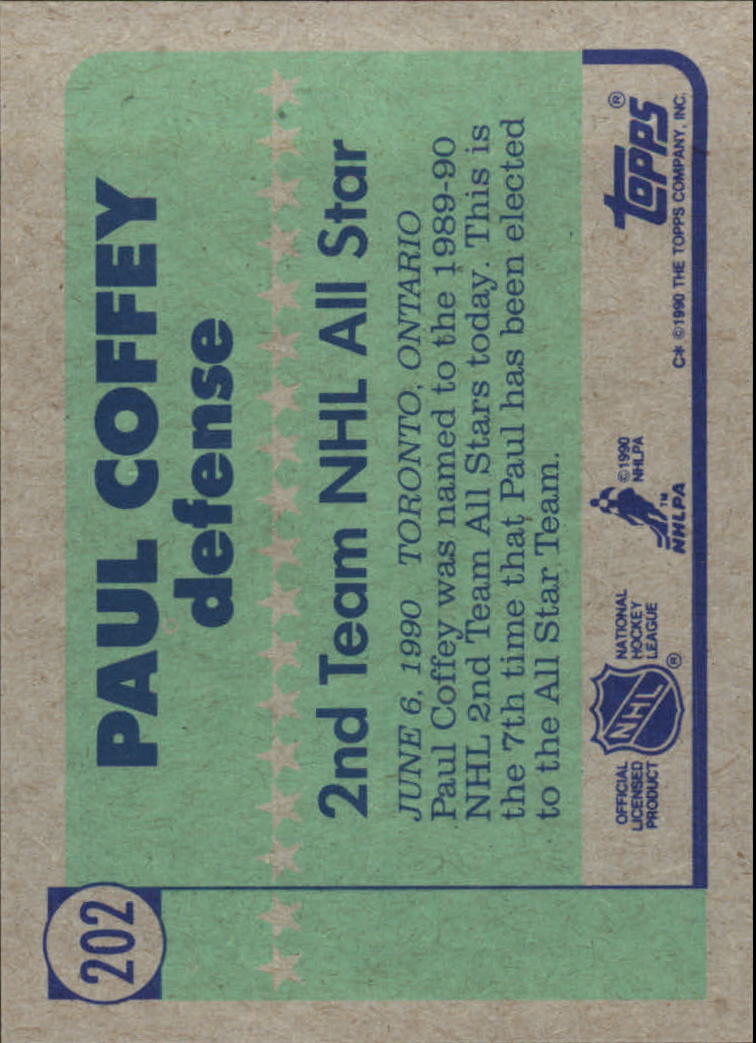 202
PAUL COFFEY
defense
2nd Team NHL All Star
JUNE 6, 1990 TORONTO, ONTARIO
Paul Coffey was named to the 1989-90
NHL 2nd Team All Stars today. This is
the 7th time that Paul has been elected
to the All Star Team.
OFFICIAL
LICENSED
PRODUCT
NHL
NATIONAL
HOCKEY
LEAGUE
®
©1990
NHLPA
™
NHLPA
topps®
C* ©1990 THE TOPPS COMPANY, INC.